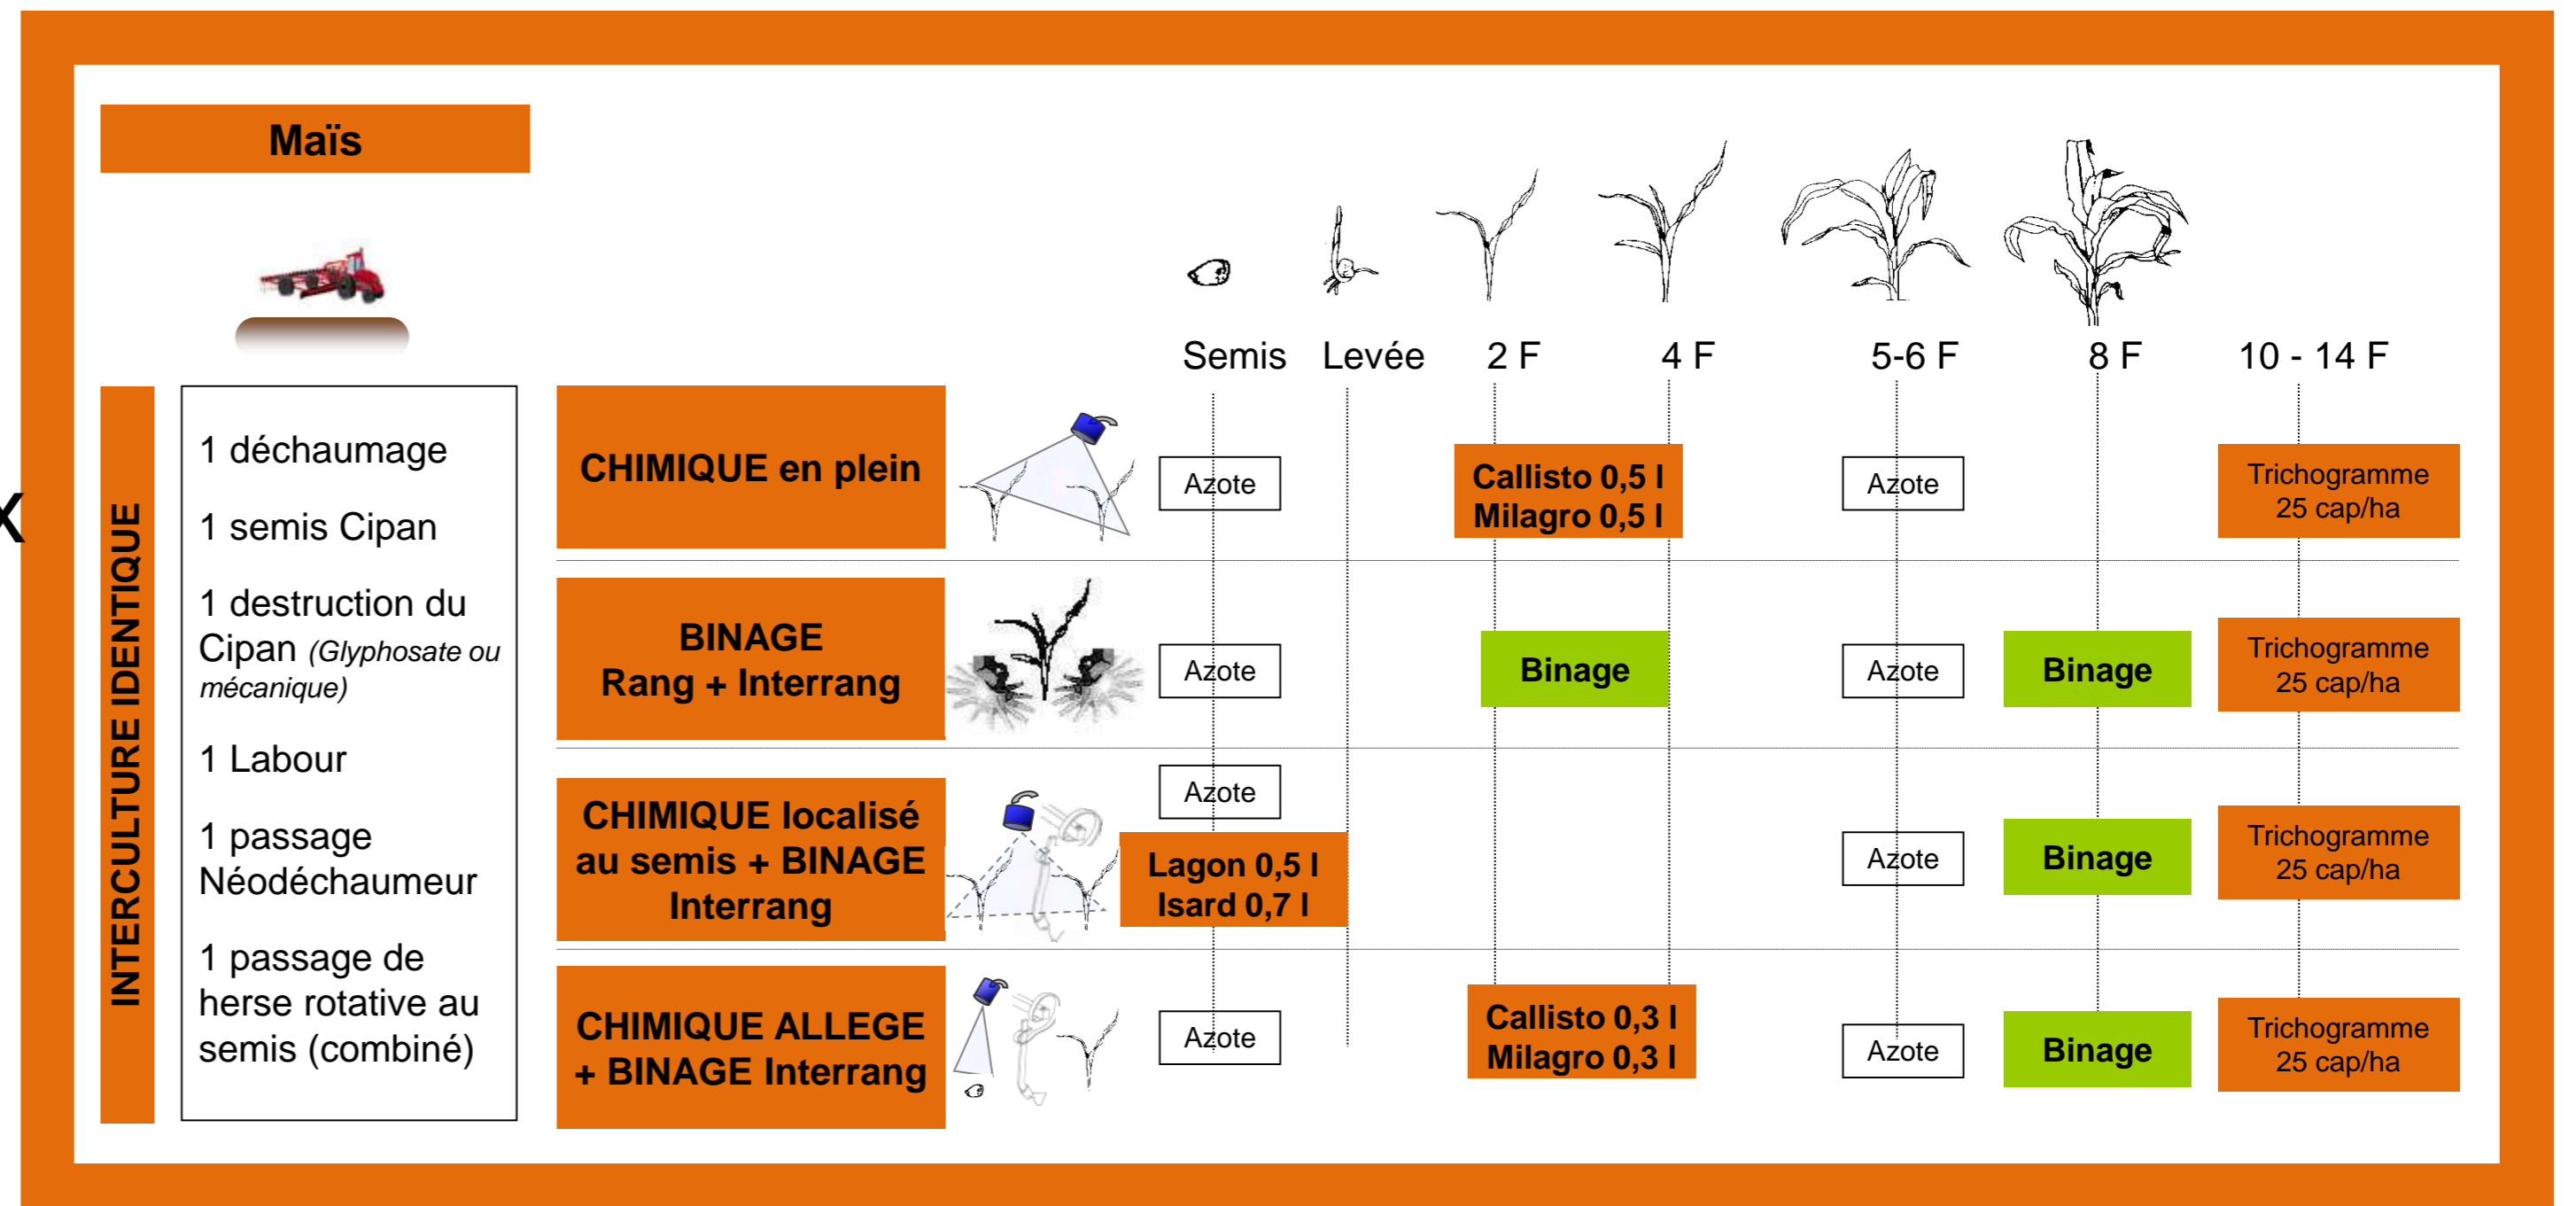 Maïs
Semis Levée 2 F 4 F 5-6 F 8 F 10 - 14 F
X
INTERCULTURE IDENTIQUE
1 déchaumage
1 semis Cipan
1 destruction du
Cipan (Glyphosate ou
mécanique)
1 Labour
1 passage
Néodéchaumeur
1 passage de
herse rotative au
semis (combiné)
CHIMIQUE en plein
Azote
Callisto 0,5 l
Milagro 0,5 l
Azote
Trichogramme
25 cap/ha
BINAGE
Rang + Interrang
Azote
Binage
Azote
Binage
Trichogramme
25 cap/ha
CHIMIQUE localisé
au semis + BINAGE
Interrang
Azote
Lagon 0,5 l
Isard 0,7 l
Azote
Binage
Trichogramme
25 cap/ha
CHIMIQUE ALLEGE
+ BINAGE Interrang
Azote
Callisto 0,3 l
Milagro 0,3 l
Azote
Binage
Trichogramme
25 cap/ha